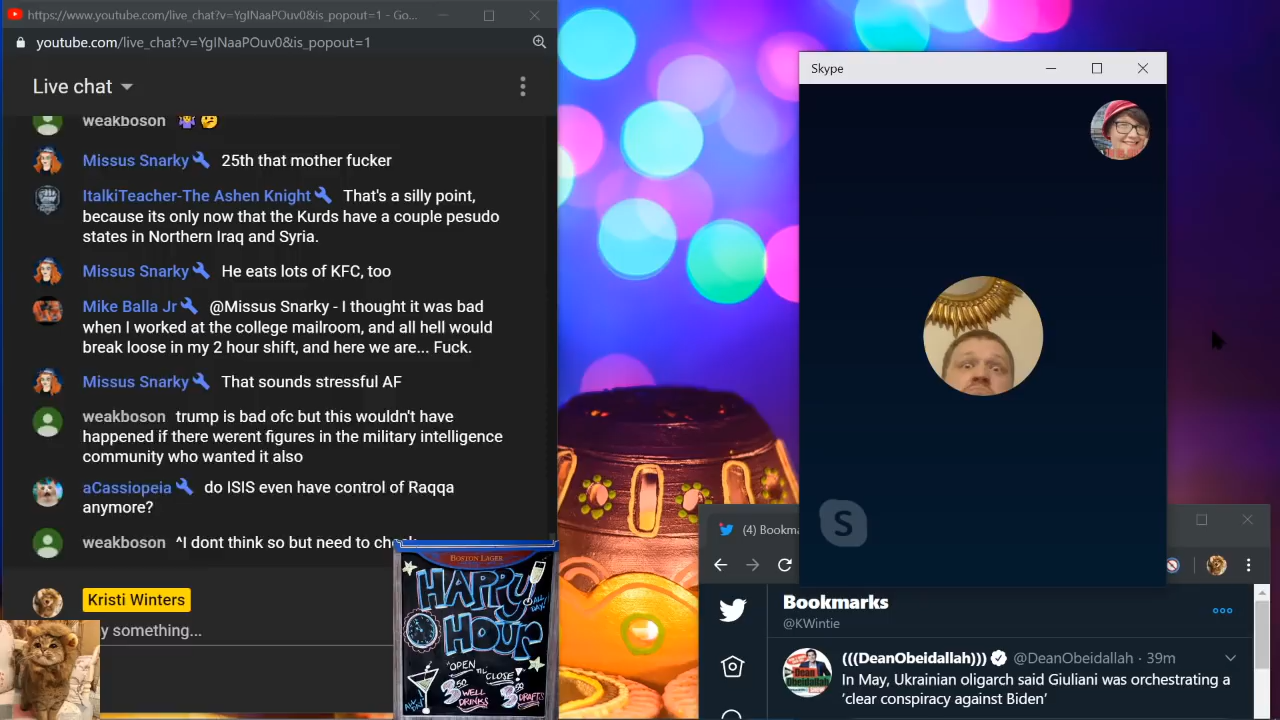 https://www.youtube.com/live_chat?v=YgINaaPOuv0&is_popout=1 - Go...
youtube.com/live_chat?v=YgINaaPOuv0&is_popout=1
Live chat
weakboson
Missus Snarky 25th that mother fucker
ItalkiTeacher-The Ashen Knight That's a silly point,
because its only now that the Kurds have a couple pesudo
states in Northern Iraq and Syria.
Missus Snarky He eats lots of KFC, too
Mike Balla Jr @Missus Snarky - I thought it was bad
when I worked at the college mailroom, and all hell would
break loose in my 2 hour shift, and here we are... Fuck.
Missus Snarky That sounds stressful AF
weakboson trump is bad ofc but this wouldn't have
happened if there werent figures in the military intelligence
community who wanted it also
aCassiopeia do ISIS even have control of Raqqa
anymore?
weakboson ^I dont think so but need to check
Kristi Winters
y something...
BOSTON LAGER
HAPPY
ALL
DAY!
HOUR
"OPEN
'TIL"
CLOSE!
3.50 WELL
DRINKS
3.50 DRAFTS
Skype
S
(4) Bookma
Bookmarks
@KWintie
(((DeanObeidallah))) @DeanObeidallah · 39m
In May, Ukrainian oligarch said Giuliani was orchestrating a
'clear conspiracy against Biden'